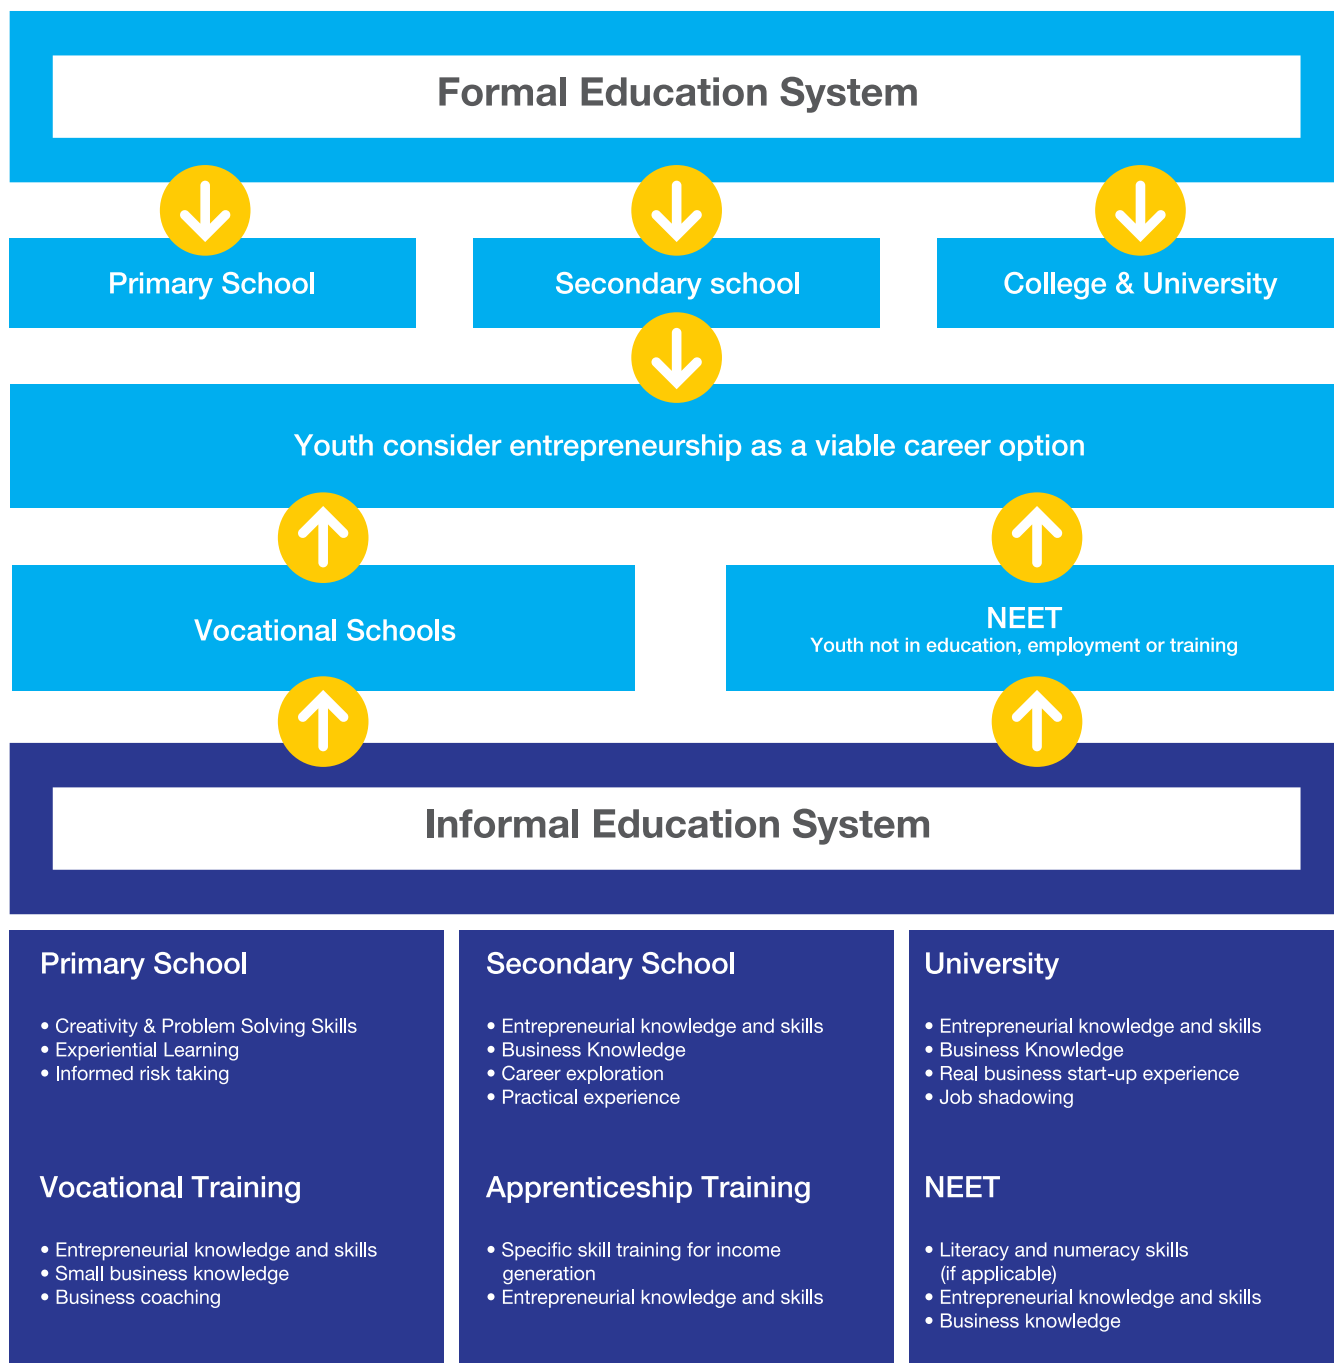 Formal Education System
Primary School
Secondary school
College & University
Youth consider entrepreneurship as a viable career option
Vocational Schools
NEET
Youth not in education, employment or training
Informal Education System
Primary School
• Creativity & Problem Solving Skills
• Experiential Learning
• Informed risk taking
Secondary School
• Entrepreneurial knowledge and skills
• Business Knowledge
• Career exploration
• Practical experience
University
• Entrepreneurial knowledge and skills
• Business Knowledge
• Real business start-up experience
• Job shadowing
Vocational Training
• Entrepreneurial knowledge and skills
• Small business knowledge
• Business coaching
Apprenticeship Training
• Specific skill training for income
generation
• Entrepreneurial knowledge and skills
NEET
• Literacy and numeracy skills
(if applicable)
• Entrepreneurial knowledge and skills
• Business knowledge